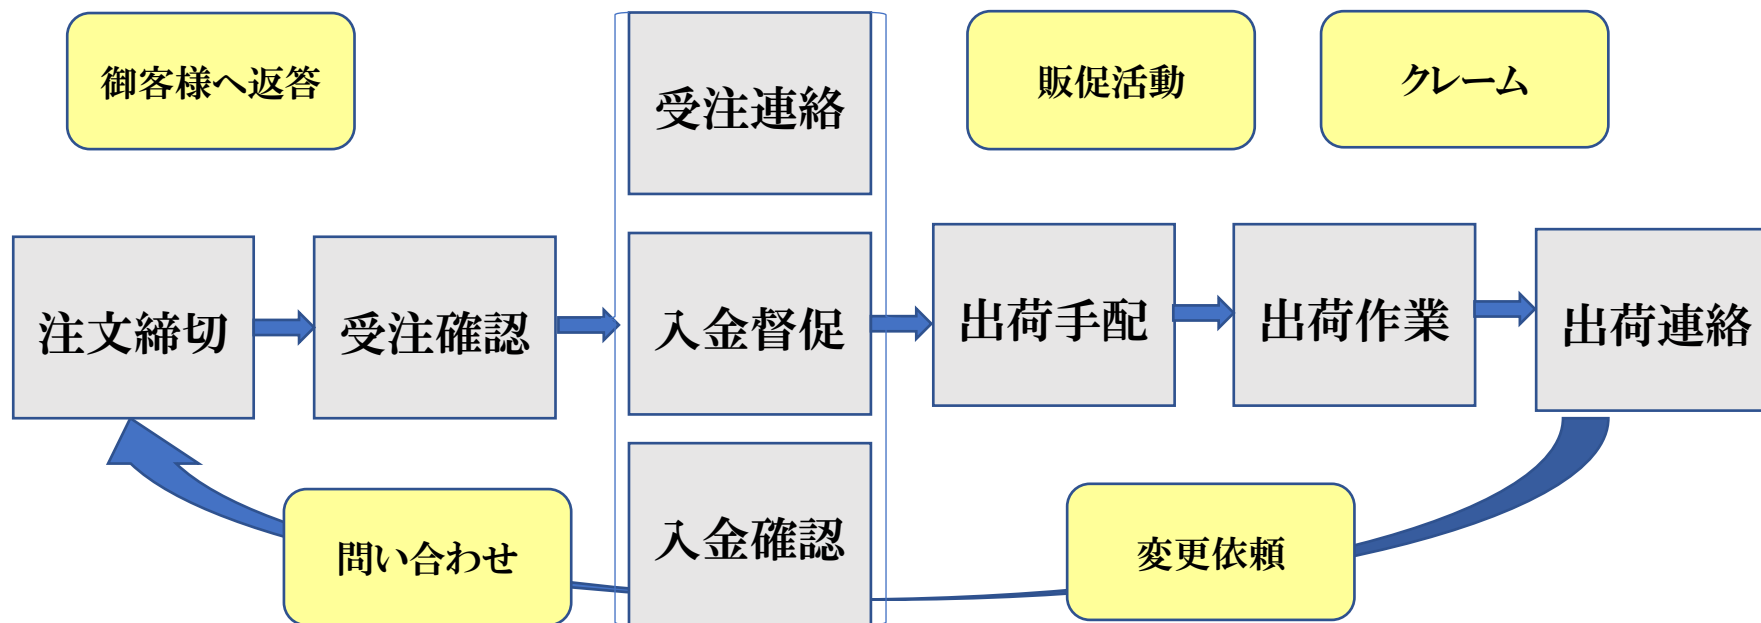 御客様へ返答
受注連絡
販促活動
クレーム
注文締切
受注確認
入金督促
出荷手配
出荷作業
出荷連絡
問い合わせ
入金確認
変更依頼